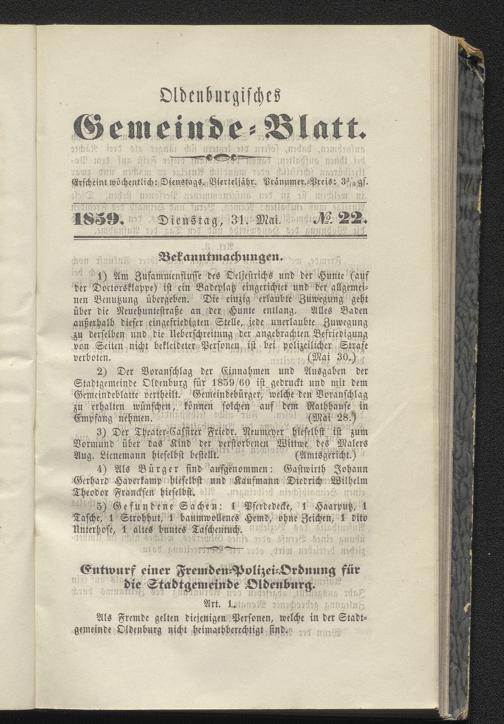 Oldenburgisches
Gemeinde-Blatt.
Erscheint wöchentlich: Dienstags. Vierteljähr. Pränumer.-Preis: 3¾ gs.
1859. Dienstag, 31. Mai. № 22.
Bekanntmachungen.
1) Am Zusammenflusse des Deljestrichs und der Hunte (auf
der Doctorsklappe) ist ein Badeplatz eingerichtet und der allgemei-
nen Benutzung übergeben. Die einzig erlaubte Zuwegung geht
über die Neuehuntestraße an der Hunte entlang. Alles Baden
außerhalb dieser eingefriedigten Stelle, jede unerlaubte Zuwegung
zu derselben und die Ueberschreitung der angebrachten Befriedigung
von Seiten nicht bekleideter Personen ist bei polizeilicher Strafe
verboten. (Mai 30.)
2) Der Voranschlag der Einnahmen und Ausgaben der
Stadtgemeinde Oldenburg für 1859/60 ist gedruckt und mit dem
Gemeindeblatte vertheilt. Gemeindebürger, welche den Voranschlag
zu erhalten wünschen, können solchen auf dem Rathhause in
Empfang nehmen. (Mai 28.)
3) Der Theater-Cassirer Friedr. Neumeyer hieselbst ist zum
Vormund über das Kind der verstorbenen Wittwe des Malers
Aug. Lienemann hieselbst bestellt. (Amtsgericht.)
4) Als Bürger sind aufgenommen: Gastwirth Johann
Gerhard Haverkamp hieselbst und Kaufmann Diedrich Wilhelm
Theodor Francksen hieselbst.
5) Gefundene Sachen: 1 Pferdedecke, 1 Haarputz, 1
Tasche, 1 Strohhut, 1 baumwollenes Hemd, ohne Zeichen, 1 dito
Unterhose, 1 altes buntes Taschentuch.
Entwurf einer Fremden-Polizei-Ordnung für
die Stadtgemeinde Oldenburg.
Art. 1.
Als Fremde gelten diejenigen Personen, welche in der Stadt-
gemeinde Oldenburg nicht heimathberechtigt sind.